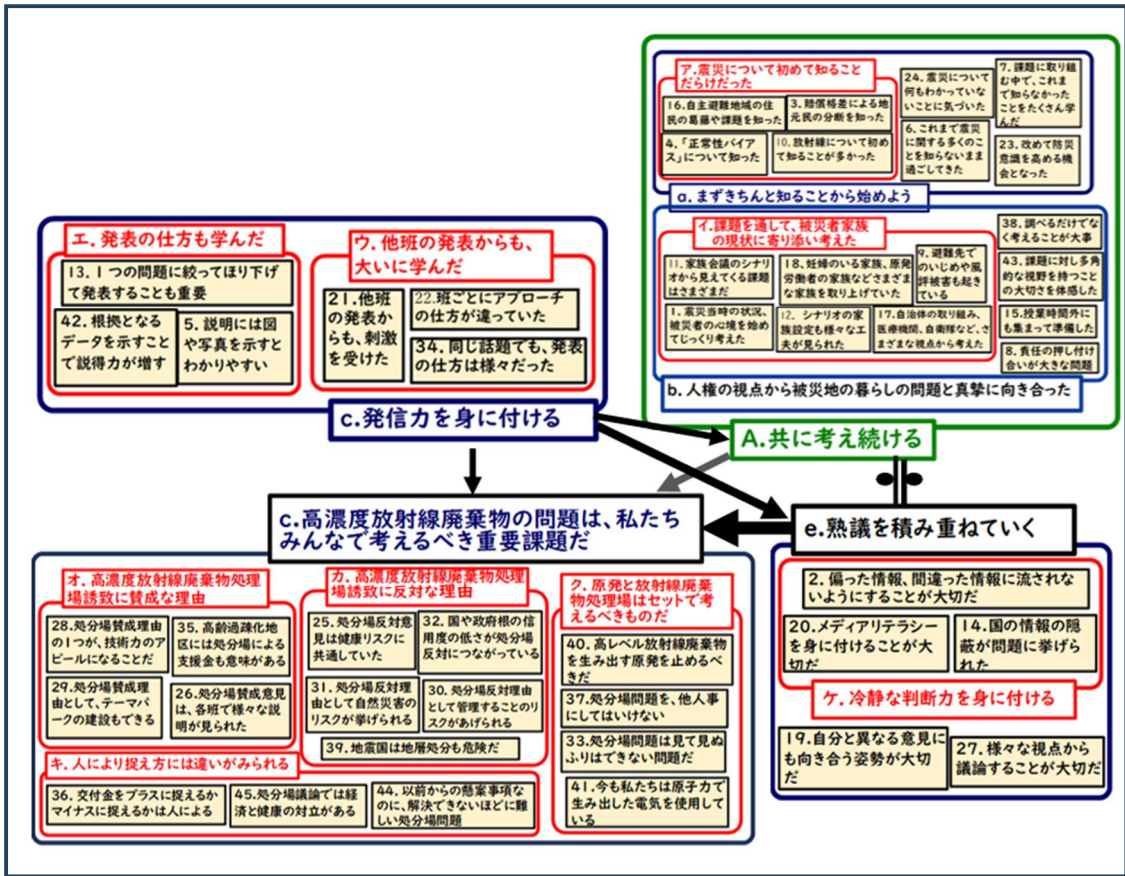 ア.震災について初めて知ること
だらけだった
16.自主避難地域の住
民の葛藤や課題を知った
3.賠償格差による地
元民の分断を知った
4.「正常性バイア
ス」について知った
10.放射線について初め
て知ることが多かった
24.震災について
何もわかっていな
いことに気づいた
7.課題に取り組
む中で、これま
で知らなかった
ことをたくさん学
んだ
6.これまで震災
に関する多くのこ
とを知らないまま
過ごしてきた
23.改めて防災
意識を高める機
会となった
a.まずきちんと知ることから始めよう
イ.課題を通して、被災者家族
の現状に寄り添い考えた
11.家族会議のシナリ
オから見えてくる課題
はさまざまだ
18.妊婦のいる家族、原発
労働者の家族などさまざま
な家族を取り上げていた
9.避難先で
のいじめや風
評被害も起き
ている
1.震災当時の状況、
被災者の心境を始め
てじっくり考えた
12.シナリオの家
族設定も様々な工
夫が見られた
17.自治体の取り組み、
医療機関、自衛隊など、さ
まざまな視点から考えた
38.調べるだけでな
く考えることが大事
43.課題に対し多角
的な視野を持つこと
の大切さを体感した
15.授業時間外に
も集まって準備した
8.責任の押し付け
合いが大きな問題
b.人権の視点から被災地の暮らしの問題と真摯に向き合った
A.共に考え続ける
エ.発表の仕方も学んだ
13.1つの問題に絞ってほり下げ
て発表することも重要
42.根拠となる
データを示すこと
で説得力が増す
5.説明には図
や写真を示すと
わかりやすい
ウ.他班の発表からも、
大いに学んだ
21.他班
の発表か
らも、刺激
を受けた
22.班ごとにアプローチ
の仕方が違っていた
34.同じ話題でも、発表
の仕方は様々だった
c.発信力を身に付ける
c.高濃度放射線廃棄物の問題は、私たち
みんなで考えるべき重要課題だ
オ.高濃度放射線廃棄物処理
場誘致に賛成な理由
28.処分場賛成理由
の1つが、技術力のア
ピールになることだ
35.高齢過疎化地
区には処分場による
支援金も意味がある
29.処分場賛成理
由として、テーマパ
ークの建設もできる
26.処分場賛成意見
は、各班で様々な説
明が見られた
カ.高濃度放射線廃棄物処理
場誘致に反対な理由
25.処分場反対意
見は健康リスクに
共通していた
32.国や政府根の信
用度の低さが処分場
反対につながっている
31.処分場反対理
由として自然災害の
リスクが挙げられる
30.処分場反対理由
として管理することのリ
スクがあげられる
39.地震国は地層処分も危険だ
ク.原発と放射線廃棄
物処理場はセットで考
えるべきものだ
40.高レベル放射線廃棄物
を生み出す原発を止めるべ
きだ
37.処分場問題を、他人事
にしてはいけない
33.処分場問題は見て見ぬ
ふりはできない問題だ
41.今も私たちは原子力で
生み出した電気を使用して
いる
キ.人により捉え方には違いがみられる
36.交付金をプラスに捉えるか
マイナスに捉えるかは人による
45.処分場議論では経
済と健康の対立がある
44.以前からの懸案事項な
のに、解決できないほどに難
しい処分場問題
e.熟議を積み重ねていく
2.偏った情報、間違った情報に流されな
いようにすることが大切だ
20.メディアリテラシー
を身に付けることが大
切だ
14.国の情報の隠
蔽が問題に挙げら
れた
ケ.冷静な判断力を身に付ける
19.自分と異なる意見に
も向き合う姿勢が大切
だ
27.様々な視点から
議論することが大切だ